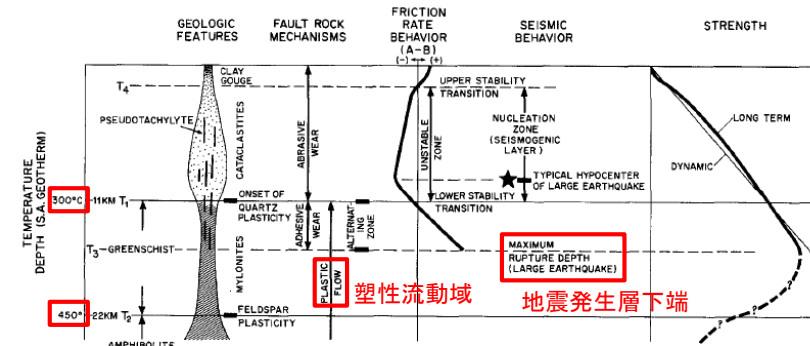 GEOLOGIC
FEATURES
FAULT ROCK
MECHANISMS
FRICTION
RATE
BEHAVIOR
(A-B)
(-) (+)
SEISMIC
BEHAVIOR
STRENGTH
CLAY
GOUGE
T4
UPPER STABILITY
TRANSITION
PSEUDOTACHYLYTE
CATACLASTITES
ABRASIVE
WEAR
UNSTABLE
ZONE
NUCLEATION
ZONE
(SEISMOGENIC
LAYER)
LONG TERM
DYNAMIC
TYPICAL HYPOCENTER
OF LARGE EARTHQUAKE
TEMPERATURE
DEPTH (S.A. GEOTHERM)
300°C
-11KM T1
ONSET OF
QUARTZ PLASTICITY
LOWER STABILITY
TRANSITION
ADHESIVE
WEAR
ALTERNAT-
ING
ZONE
T3-GREENSCHIST
MYLONITES
MAXIMUM
RUPTURE DEPTH
(LARGE EARTHQUAKE)
PLASTIC
FLOW
塑性流動域
地震発生層下端
450°
-22KM T2
FELDSPAR
PLASTICITY
?
?
?
AMPHIBOLITE